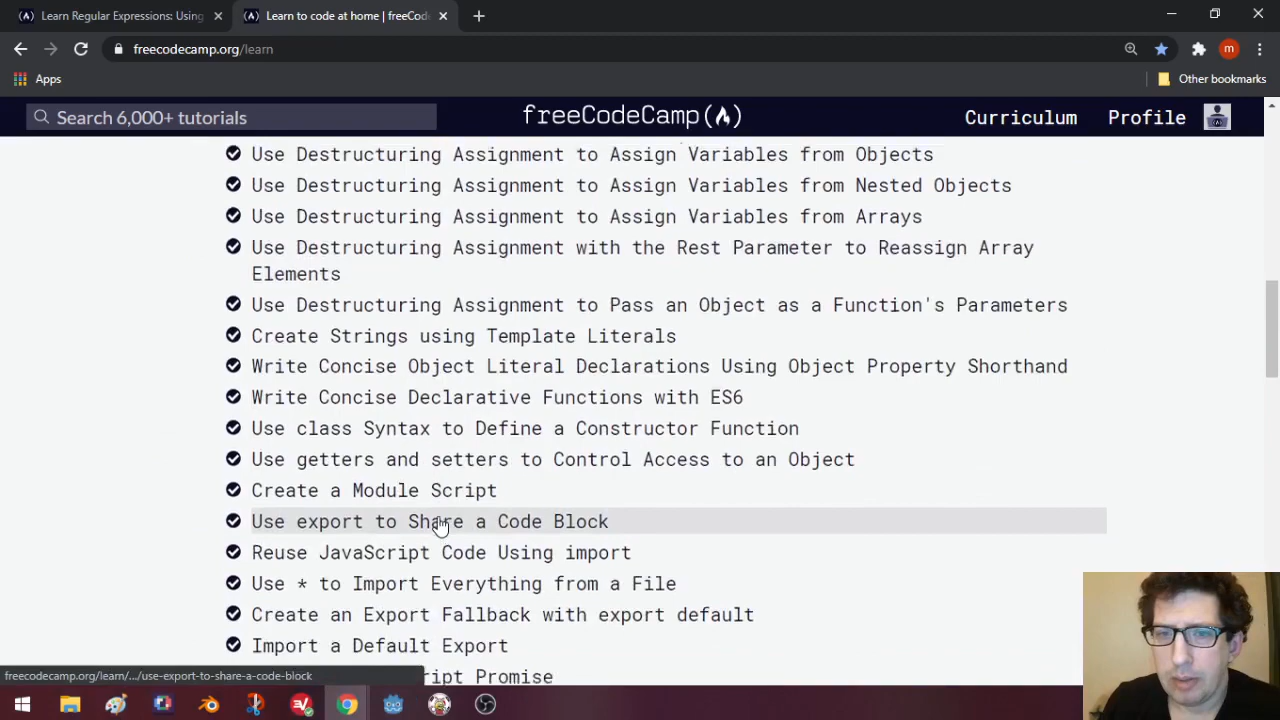 Learn Regular Expressions: Using
Learn to code at home | freeCode
freecodecamp.org/learn
m
Apps
Other bookmarks
Search 6,000+ tutorials
freeCodeCamp
Curriculum
Profile
Use Destructuring Assignment to Assign Variables from Objects
Use Destructuring Assignment to Assign Variables from Nested Objects
Use Destructuring Assignment to Assign Variables from Arrays
Use Destructuring Assignment with the Rest Parameter to Reassign Array
Elements
Use Destructuring Assignment to Pass an Object as a Function's Parameters
Create Strings using Template Literals
Write Concise Object Literal Declarations Using Object Property Shorthand
Write Concise Declarative Functions with ES6
Use class Syntax to Define a Constructor Function
Use getters and setters to Control Access to an Object
Create a Module Script
Use export to Share a Code Block
Reuse JavaScript Code Using import
Use * to Import Everything from a File
Create an Export Fallback with export default
Import a Default Export
ript Promise
freecodecamp.org/learn/.../use-export-to-share-a-code-block